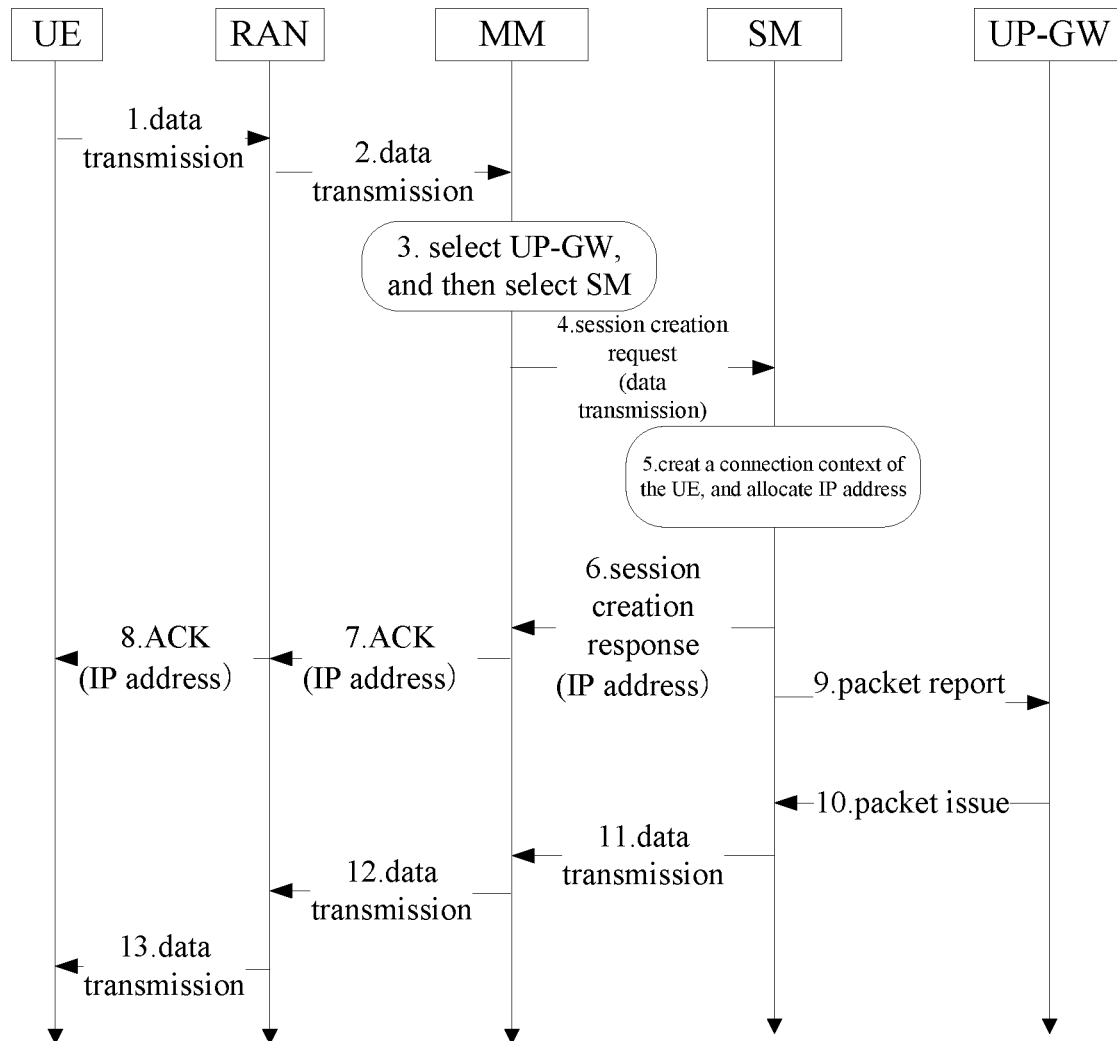 UE
RAN
MM
SM
UP-GW
1.data
transmission
2.data
transmission
3. select UP-GW,
and then select SM
4.session creation
request
(data
transmission)
5.creat a connection context of
the UE, and allocate IP address
6.session
creation
response
(IP address）
7.ACK
(IP address）
8.ACK
(IP address）
9.packet report
10.packet issue
11.data
transmission
12.data
transmission
13.data
transmission